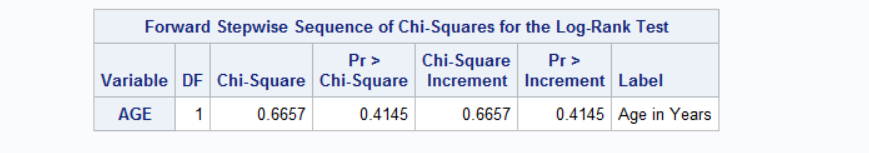 Forward Stepwise Sequence of Chi-Squares for the Log-Rank Test
Variable DF Chi-Square Pr > Chi-Square Chi-Square Increment Pr > Increment Label
AGE 1 0.6657 0.4145 0.6657 0.4145 Age in Years